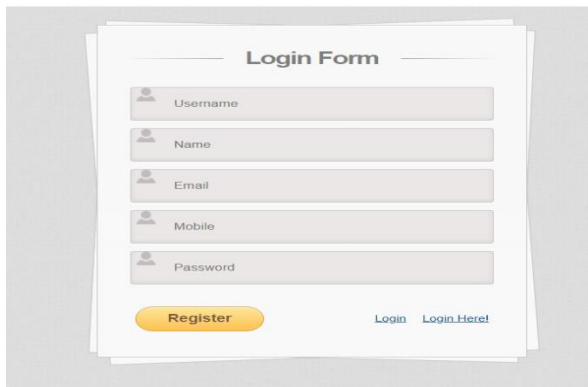 Login Form
Username
Name
Email
Mobile
Password
Register Login Login Here!